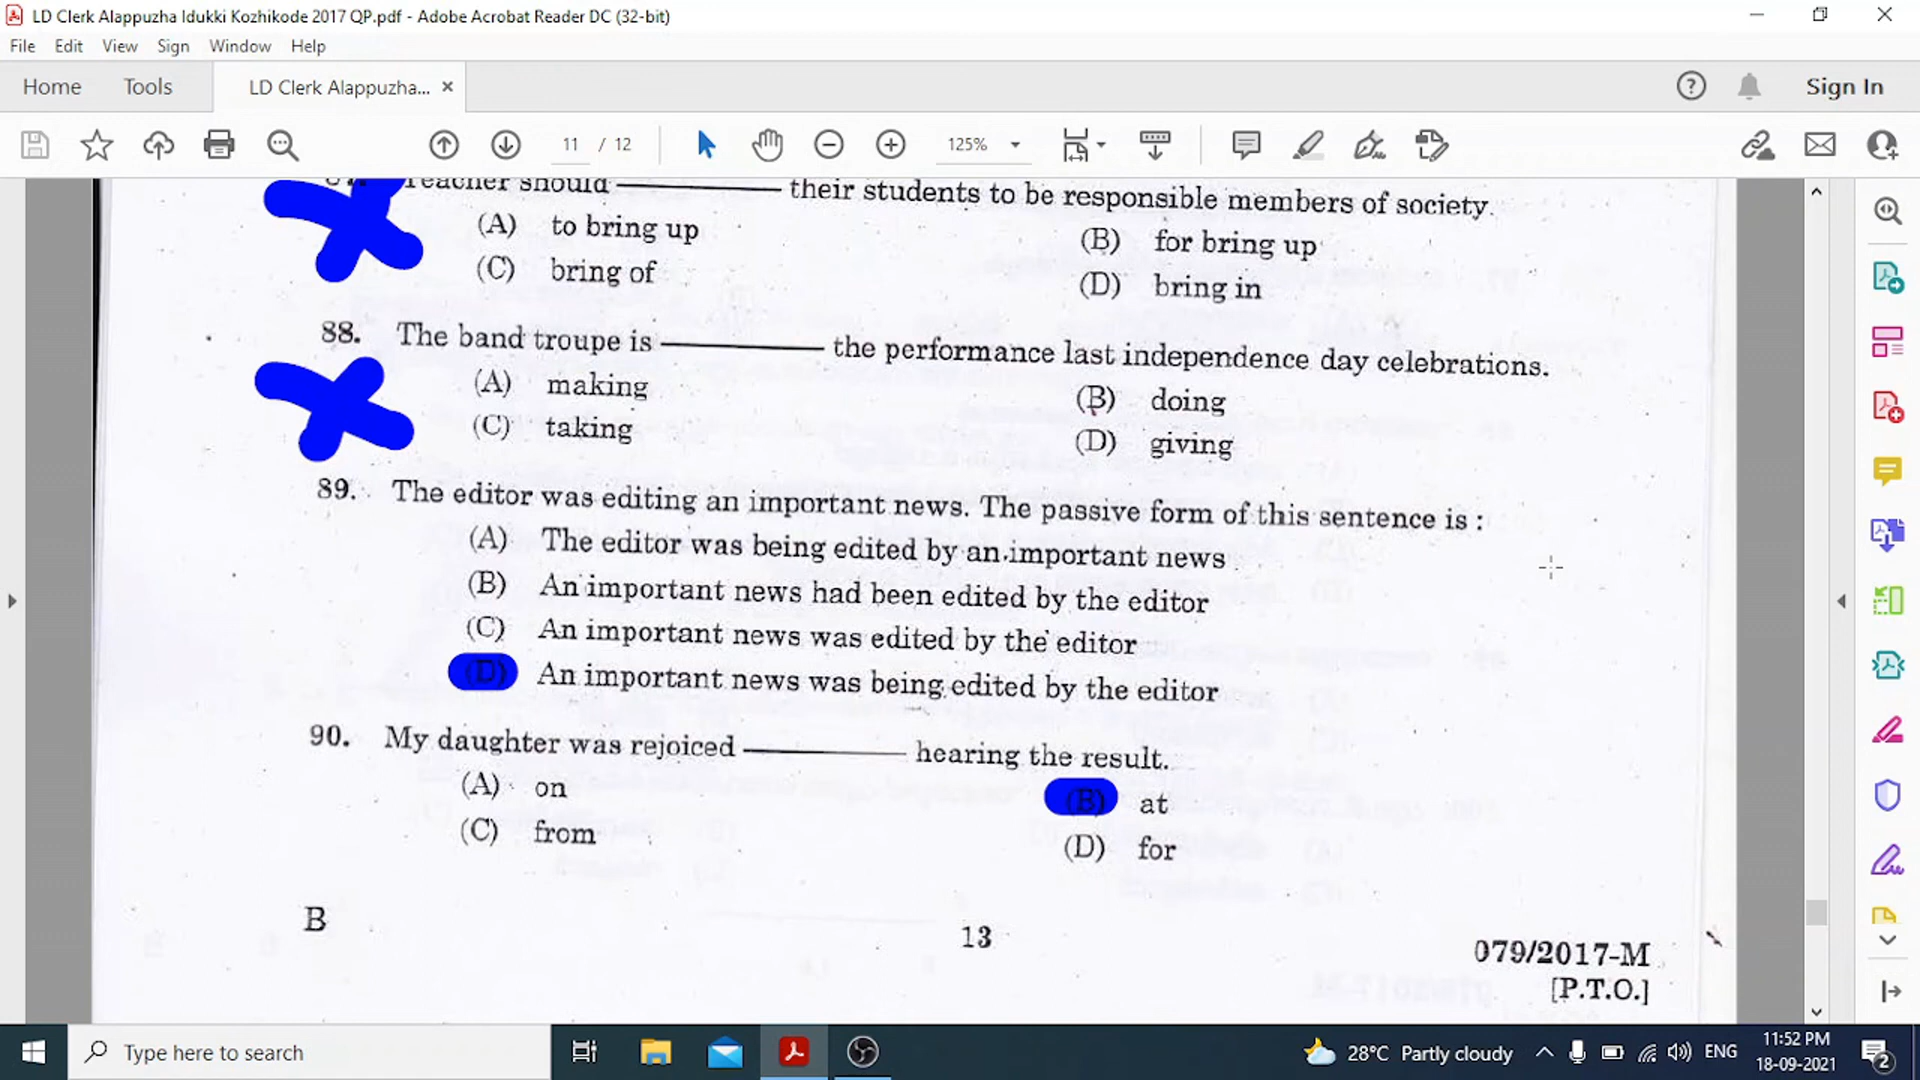 LD Clerk Alappuzha Idukki Kozhikode 2017 QP.pdf - Adobe Acrobat Reader DC (32-bit)
File Edit View Sign Window Help
Home Tools LD Clerk Alappuzha... × Sign In
11 / 12 125%
87. Teacher should ———— their students to be responsible members of society.
(A) to bring up (B) for bring up
(C) bring of (D) bring in
88. The band troupe is ———— the performance last independence day celebrations.
(A) making (B) doing
(C) taking (D) giving
89. The editor was editing an important news. The passive form of this sentence is :
(A) The editor was being edited by an important news
(B) An important news had been edited by the editor
(C) An important news was edited by the editor
(D) An important news was being edited by the editor
90. My daughter was rejoiced ———— hearing the result.
(A) on (B) at
(C) from (D) for
B 13 079/2017-M
[P.T.O.]
Type here to search 28°C Partly cloudy ENG 11:52 PM
18-09-2021 2